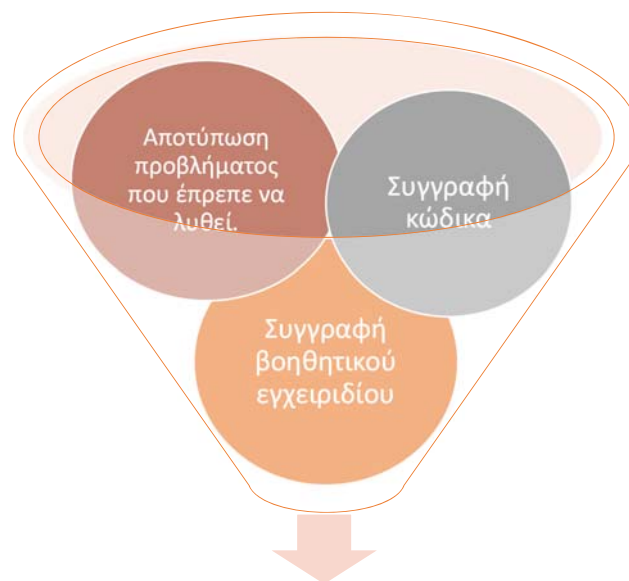 Αποτύπωση
προβλήματος
που έπρεπε να
λυθεί.
Συγγραφή
κώδικα
Συγγραφή
βοηθητικού
εγχειριδίου